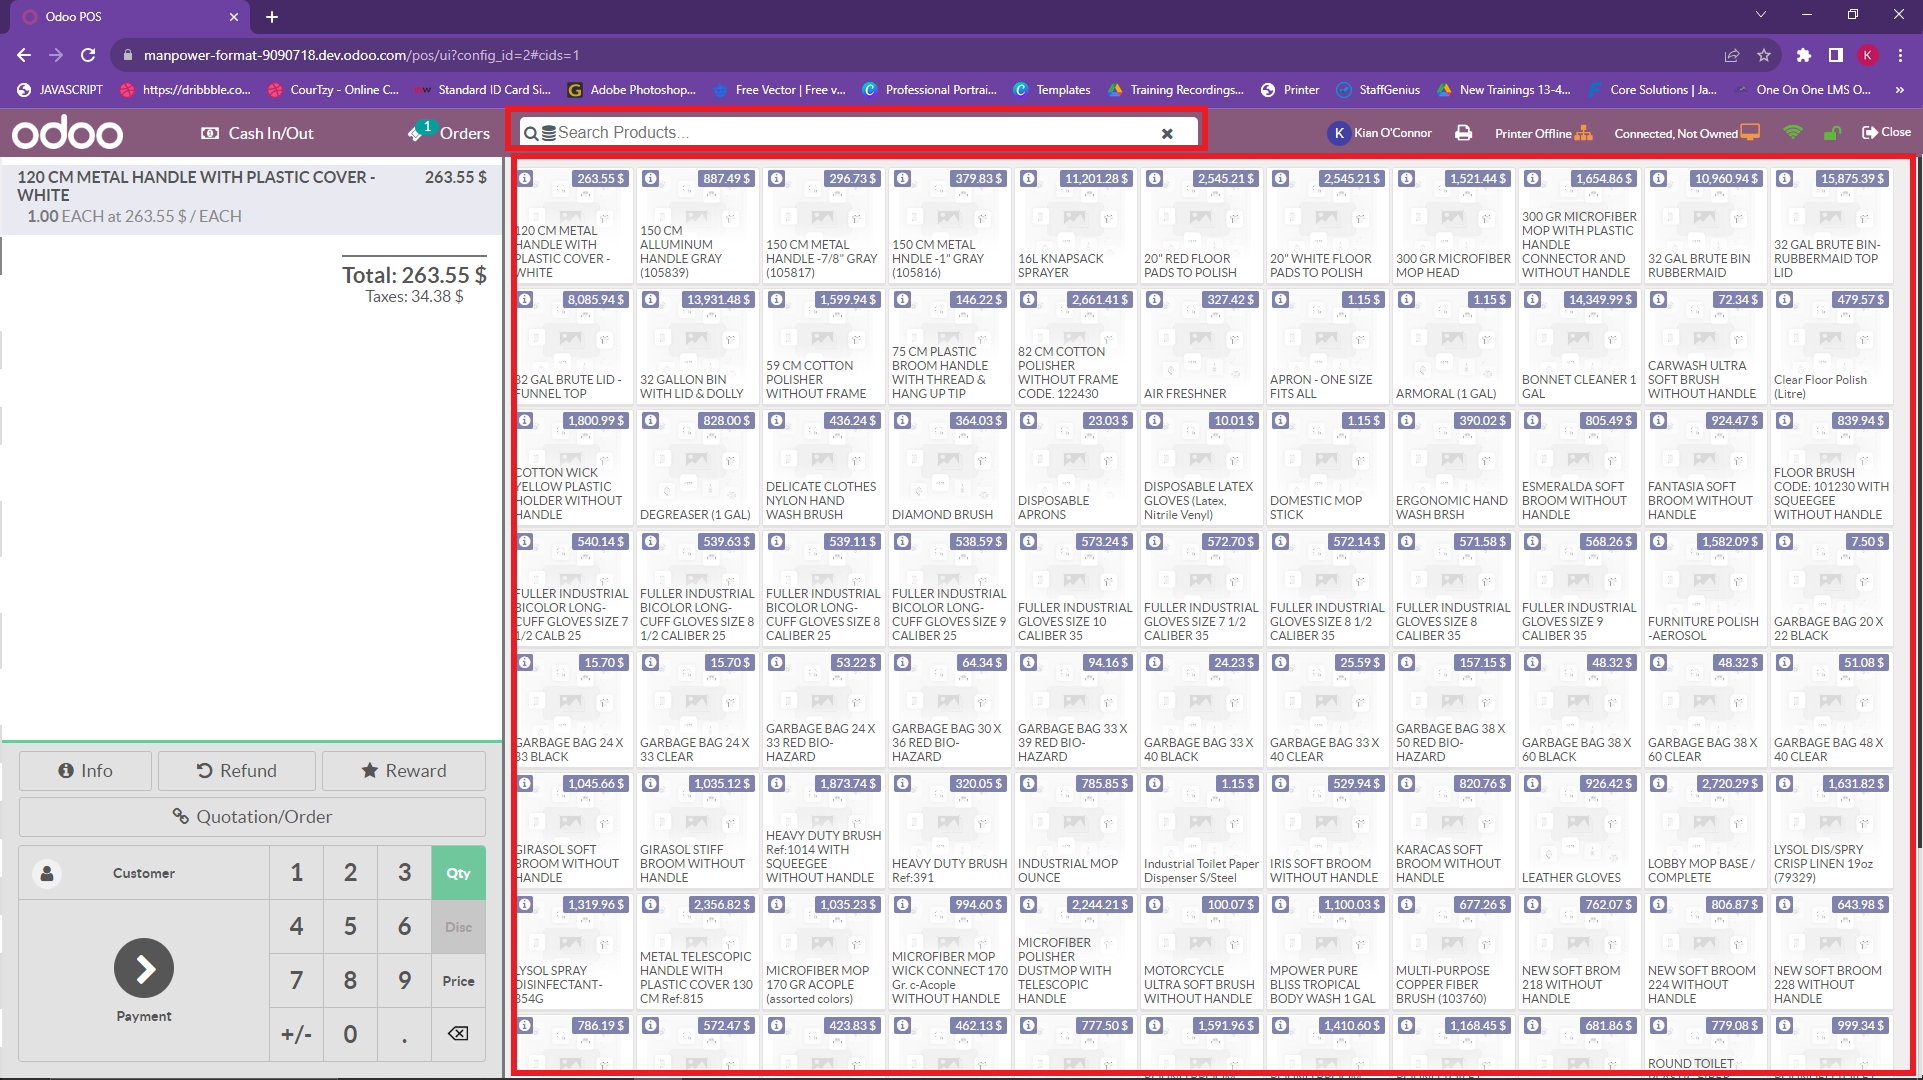 Odoo POS
manpower-format-9090718.dev.odoo.com/pos/ui?config_id=2#cids=1
K
JAVASCRIPT
https://dribbble.co...
CourTzy - Online C...
Standard ID Card Si...
Adobe Photoshop...
Free Vector | Free v...
Professional Portrai...
Templates
Training Recordings...
Printer
StaffGenius
New Trainings 13-4...
Core Solutions | Ja...
One On One LMS O...
»
odoo
Cash In/Out
1
Orders
Search Products...
K
Kian O'Connor
Printer Offline
Connected, Not Owned
Close
120 CM METAL HANDLE WITH PLASTIC COVER -
WHITE
263.55 $
1.00 EACH at 263.55 $ / EACH
Total: 263.55 $
Taxes: 34.38 $
Info
Refund
Reward
Quotation/Order
Customer
1 2 3 Qty
4 5 6 Disc
7 8 9 Price
+/- 0 .
Payment
263.55 $
120 CM METAL
HANDLE WITH
PLASTIC COVER -
WHITE
887.49 $
150 CM
ALLUMINUM
HANDLE GRAY
(105839)
296.73 $
150 CM METAL
HANDLE -7/8" GRAY
(105817)
379.83 $
150 CM METAL
HNDLE -1" GRAY
(105816)
11,201.28 $
16L KNAPSACK
SPRAYER
2,545.21 $
20" RED FLOOR
PADS TO POLISH
2,545.21 $
20" WHITE FLOOR
PADS TO POLISH
1,521.44 $
300 GR MICROFIBER
MOP HEAD
1,654.86 $
300 GR MICROFIBER
MOP WITH PLASTIC
HANDLE
CONNECTOR AND
WITHOUT HANDLE
10,960.94 $
32 GAL BRUTE BIN
RUBBERMAID
15,875.39 $
32 GAL BRUTE BIN-
RUBBERMAID TOP
LID
8,085.94 $
32 GAL BRUTE LID -
FUNNEL TOP
13,931.48 $
32 GALLON BIN
WITH LID & DOLLY
1,599.94 $
59 CM COTTON
POLISHER
WITHOUT FRAME
146.22 $
75 CM PLASTIC
BROOM HANDLE
WITH THREAD &
HANG UP TIP
2,661.41 $
82 CM COTTON
POLISHER
WITHOUT FRAME
CODE. 122430
327.42 $
AIR FRESHNER
1.15 $
APRON - ONE SIZE
FITS ALL
1.15 $
ARMORAL (1 GAL)
14,349.99 $
BONNET CLEANER 1
GAL
72.34 $
CARWASH ULTRA
SOFT BRUSH
WITHOUT HANDLE
479.57 $
Clear Floor Polish
(Litre)
1,800.99 $
COTTON WICK
YELLOW PLASTIC
HOLDER WITHOUT
HANDLE
828.00 $
DEGREASER (1 GAL)
436.24 $
DELICATE CLOTHES
NYLON HAND
WASH BRUSH
364.03 $
DIAMOND BRUSH
23.03 $
DISPOSABLE
APRONS
10.01 $
DISPOSABLE LATEX
GLOVES (Latex,
Nitrile Venyl)
1.15 $
DOMESTIC MOP
STICK
390.02 $
ERGONOMIC HAND
WASH BRSH
805.49 $
ESMERALDA SOFT
BROOM WITHOUT
HANDLE
924.47 $
FANTASIA SOFT
BROOM WITHOUT
HANDLE
839.94 $
FLOOR BRUSH
CODE: 101230 WITH
SQUEEGEE
WITHOUT HANDLE
540.14 $
FULLER INDUSTRIAL
BICOLOR LONG-
CUFF GLOVES SIZE 7
1/2 CALB 25
539.63 $
FULLER INDUSTRIAL
BICOLOR LONG-
CUFF GLOVES SIZE 8
1/2 CALIBER 25
539.11 $
FULLER INDUSTRIAL
BICOLOR LONG-
CUFF GLOVES SIZE 8
CALIBER 25
538.59 $
FULLER INDUSTRIAL
BICOLOR LONG-
CUFF GLOVES SIZE 9
CALIBER 25
573.24 $
FULLER INDUSTRIAL
GLOVES SIZE 10
CALIBER 35
572.70 $
FULLER INDUSTRIAL
GLOVES SIZE 7 1/2
CALIBER 35
572.14 $
FULLER INDUSTRIAL
GLOVES SIZE 8 1/2
CALIBER 35
571.58 $
FULLER INDUSTRIAL
GLOVES SIZE 8
CALIBER 35
568.26 $
FULLER INDUSTRIAL
GLOVES SIZE 9
CALIBER 35
1,582.09 $
FURNITURE POLISH
-AEROSOL
7.50 $
GARBAGE BAG 20 X
22 BLACK
15.70 $
GARBAGE BAG 24 X
33 BLACK
15.70 $
GARBAGE BAG 24 X
33 CLEAR
53.22 $
GARBAGE BAG 24 X
33 RED BIO-
HAZARD
64.34 $
GARBAGE BAG 30 X
36 RED BIO-
HAZARD
94.16 $
GARBAGE BAG 33 X
39 RED BIO-
HAZARD
24.23 $
GARBAGE BAG 33 X
40 BLACK
25.59 $
GARBAGE BAG 33 X
40 CLEAR
157.15 $
GARBAGE BAG 38 X
50 RED BIO-
HAZARD
48.32 $
GARBAGE BAG 38 X
60 BLACK
48.32 $
GARBAGE BAG 38 X
60 CLEAR
51.08 $
GARBAGE BAG 48 X
40 CLEAR
1,045.66 $
GIRASOL SOFT
BROOM WITHOUT
HANDLE
1,035.12 $
GIRASOL STIFF
BROOM WITHOUT
HANDLE
1,873.74 $
HEAVY DUTY BRUSH
Ref:1014 WITH
SQUEEGEE
WITHOUT HANDLE
320.05 $
HEAVY DUTY BRUSH
Ref:391
785.85 $
INDUSTRIAL MOP
OUNCE
1.15 $
Industrial Toilet Paper
Dispenser S/Steel
529.94 $
IRIS SOFT BROOM
WITHOUT HANDLE
820.76 $
KARACAS SOFT
BROOM WITHOUT
HANDLE
926.42 $
LEATHER GLOVES
2,720.29 $
LOBBY MOP BASE /
COMPLETE
1,631.82 $
LYSOL DIS/SPRY
CRISP LINEN 19oz
(79329)
1,319.96 $
LYSOL SPRAY
DISINFECTANT-
354G
2,356.82 $
METAL TELESCOPIC
HANDLE WITH
PLASTIC COVER 130
CM Ref:815
1,035.23 $
MICROFIBER MOP
170 GR ACOPLE
(assorted colors)
994.60 $
MICROFIBER MOP
WICK CONNECT 170
Gr. c-Acople
WITHOUT HANDLE
2,244.21 $
MICROFIBER
POLISHER
DUSTMOP WITH
TELESCOPIC
HANDLE
100.07 $
MOTORCYCLE
ULTRA SOFT BRUSH
WITHOUT HANDLE
1,100.03 $
MPOWER PURE
BLISS TROPICAL
BODY WASH 1 GAL
677.26 $
MULTI-PURPOSE
COPPER FIBER
BRUSH (103760)
762.07 $
NEW SOFT BROM
218 WITHOUT
HANDLE
806.87 $
NEW SOFT BROOM
224 WITHOUT
HANDLE
643.98 $
NEW SOFT BROOM
228 WITHOUT
HANDLE
786.19 $
572.47 $
423.83 $
462.13 $
777.50 $
1,591.96 $
1,410.60 $
1,168.45 $
681.86 $
779.08 $
ROUND TOILET
999.34 $